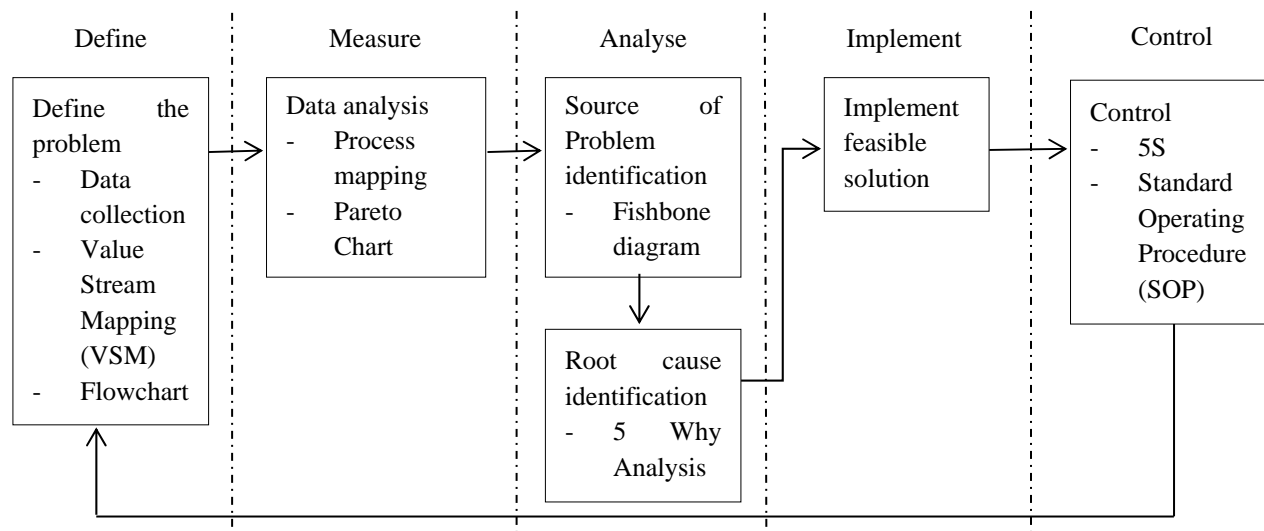 Define
Measure
Analyse
Implement
Control
Define the
problem
- Data
collection
- Value
Stream
Mapping
(VSM)
- Flowchart
Data analysis
- Process
mapping
- Pareto
Chart
Source of
Problem
identification
- Fishbone
diagram
Root cause
identification
- 5 Why
Analysis
Implement
feasible
solution
Control
- 5S
- Standard
Operating
Procedure
(SOP)